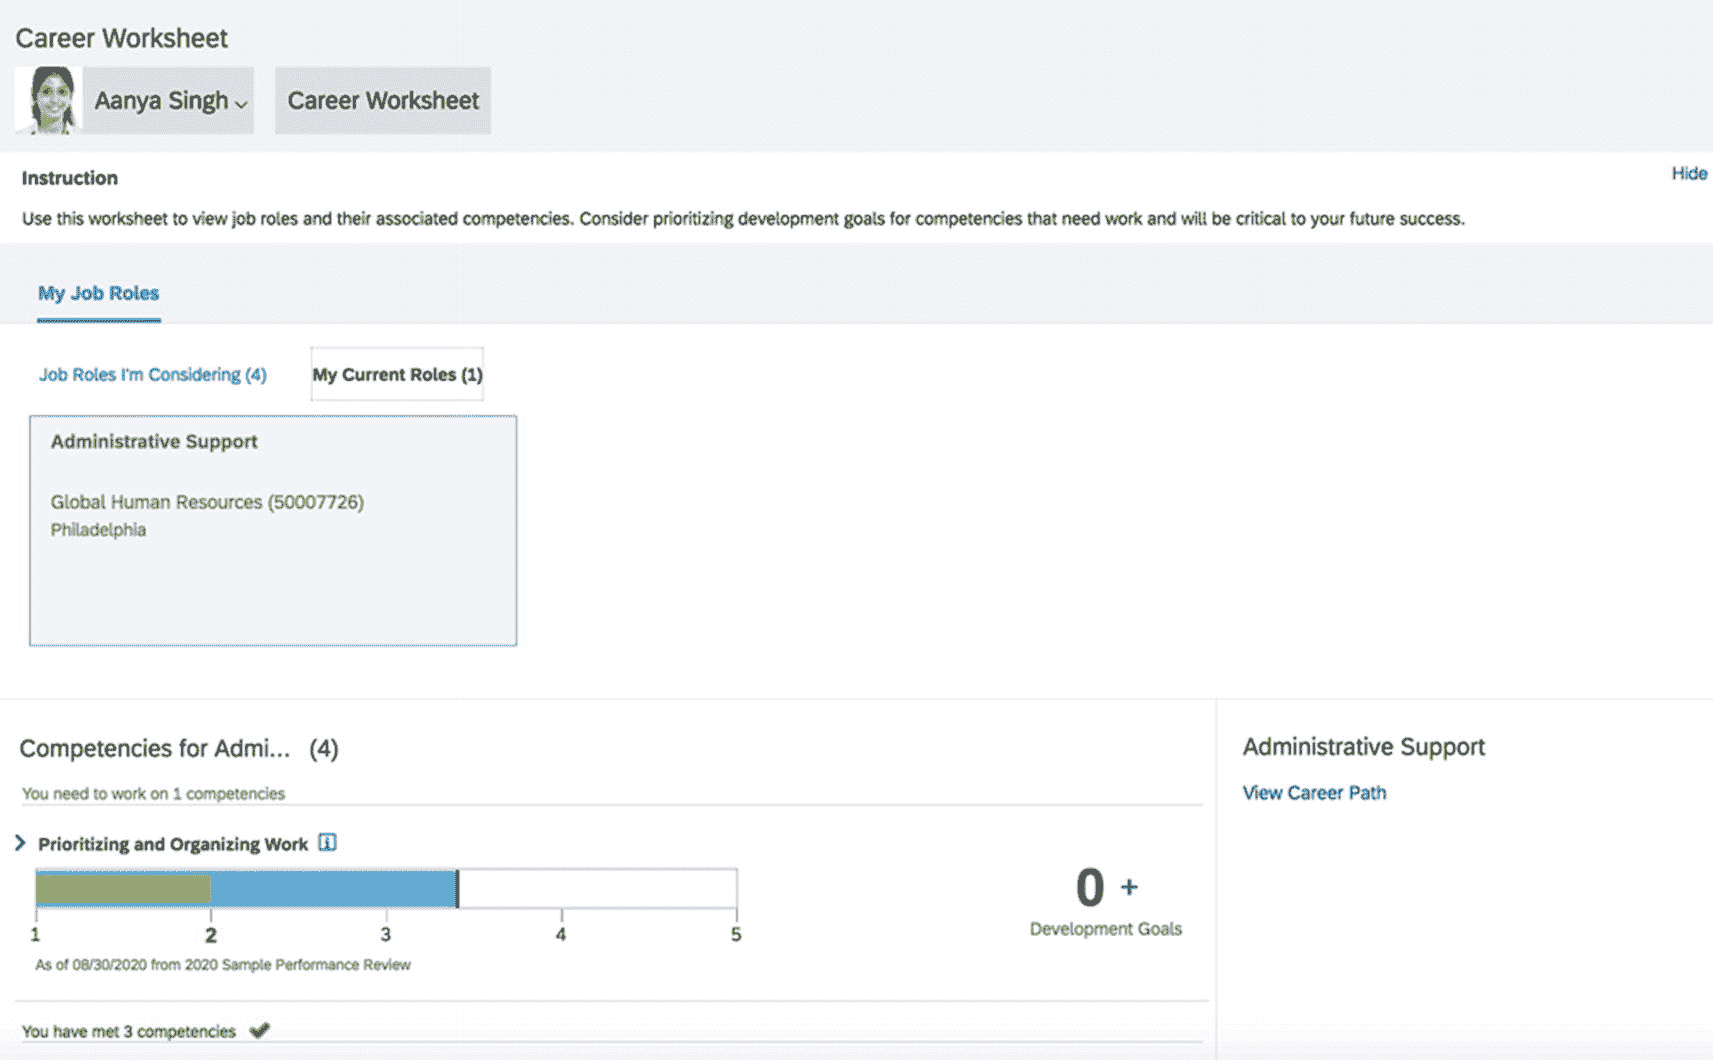 Career Worksheet
Aanya Singh
Career Worksheet
Instruction
Hide
Use this worksheet to view job roles and their associated competencies. Consider prioritizing development goals for competencies that need work and will be critical to your future success.
My Job Roles
Job Roles I'm Considering (4)
My Current Roles (1)
Administrative Support
Global Human Resources (50007726)
Philadelphia
Competencies for Admi... (4)
You need to work on 1 competencies
Prioritizing and Organizing Work
1 2 3 4 5
As of 08/30/2020 from 2020 Sample Performance Review
0 +
Development Goals
You have met 3 competencies
Administrative Support
View Career Path